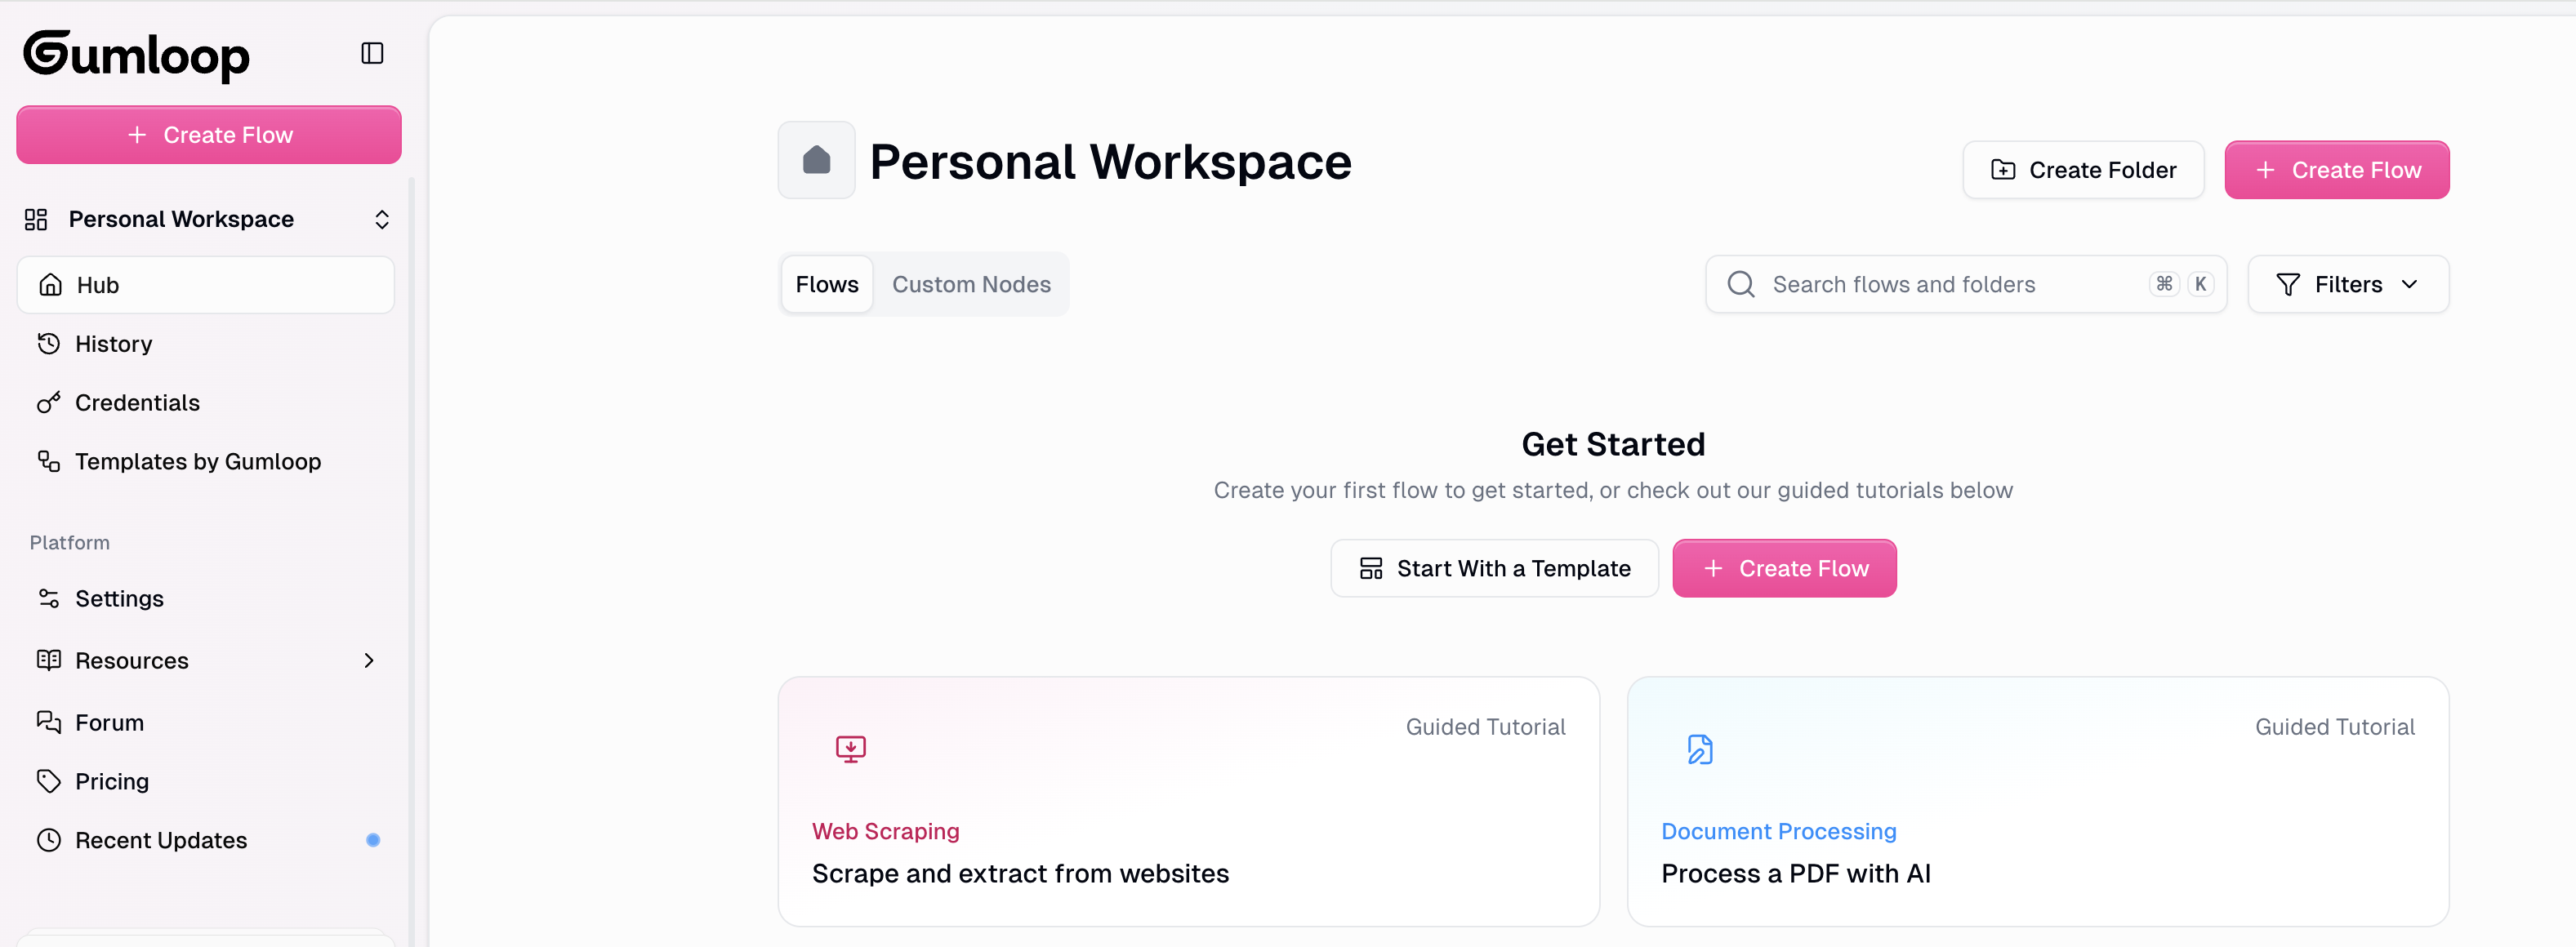 Gumloop
Create Flow
Personal Workspace
Hub
History
Credentials
Templates by Gumloop
Platform
Settings
Resources
Forum
Pricing
Recent Updates
Personal Workspace
Create Folder
Create Flow
Flows
Custom Nodes
Search flows and folders
⌘ K
Filters
Get Started
Create your first flow to get started, or check out our guided tutorials below
Start With a Template
Create Flow
Guided Tutorial
Web Scraping
Scrape and extract from websites
Guided Tutorial
Document Processing
Process a PDF with AI